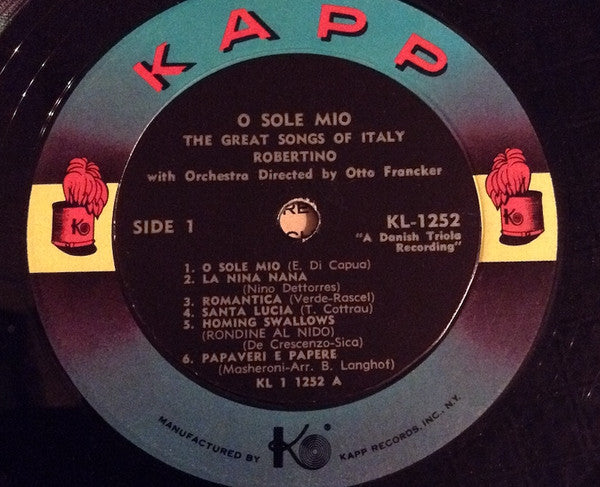 KAPP
O SOLE MIO
THE GREAT SONGS OF ITALY
ROBERTINO
with Orchestra Directed by Otto Francker
SIDE 1
KL-1252
"A Danish Triola
Recording"
1. O SOLE MIO (E. Di Capua)
2. LA NINA NANA
(Nino Dettorres)
3. ROMANTICA (Verde-Rascel)
4. SANTA LUCIA (T. Cottrau)
5. HOMING SWALLOWS
(RONDINE AL NIDO)
(De Crescenzo-Sica)
6. PAPAVERI E PAPERE
(Masheroni-Arr. B. Langhof)
KL 1 1252 A
MANUFACTURED BY K KAPP RECORDS, INC., N.Y.
K
K